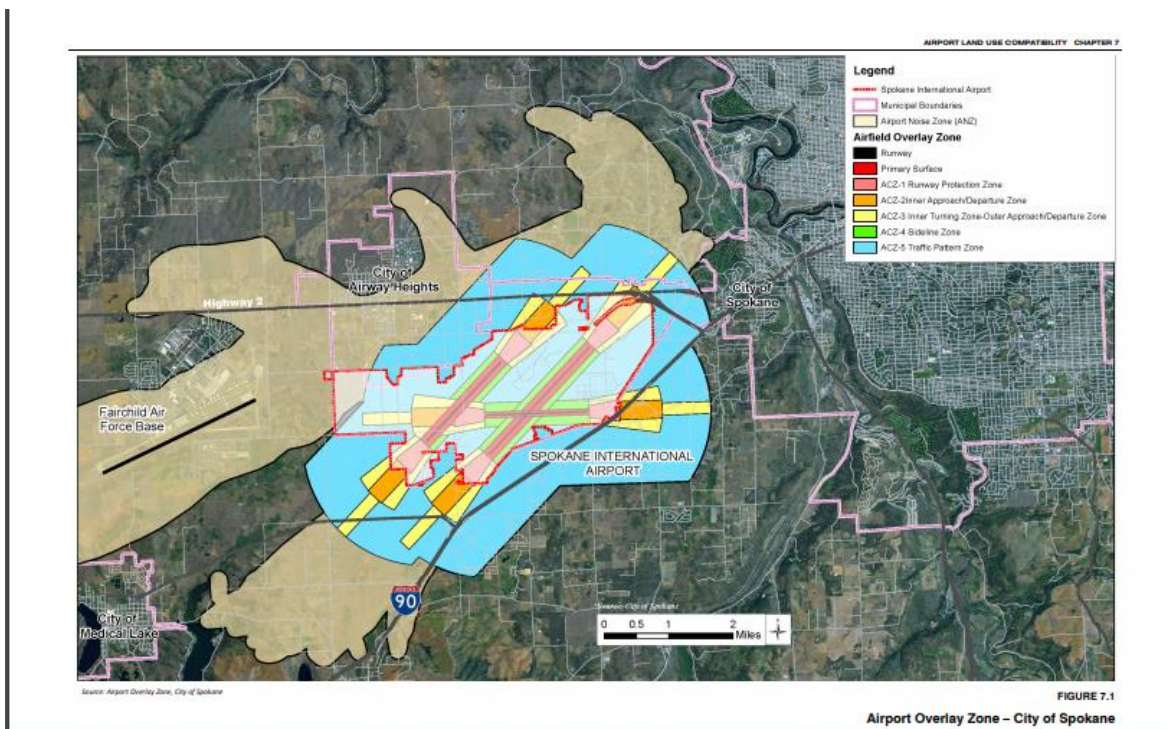 AIRPORT LAND USE COMPATIBILITY CHAPTER 7
Legend
Spokane International Airport
Municipal Boundaries
Airport Noise Zone (ANZ)
Airfield Overlay Zone
Runway
Primary Surface
ACZ-1 Runway Protection Zone
ACZ-2Inner Approach/Departure Zone
ACZ-3 Inner Turning Zone-Outer Approach/Departure Zone
ACZ-4 Sideline Zone
ACZ-5 Traffic Pattern Zone
City of
Airway Heights
Highway 2
City of
Spokane
Fairchild Air
Force Base
SPOKANE INTERNATIONAL
AIRPORT
90
City of
Medical Lake
Source: City of Spokane
0 0.5 1 2
Miles
Source: Airport Overlay Zone, City of Spokane
FIGURE 7.1
Airport Overlay Zone – City of Spokane